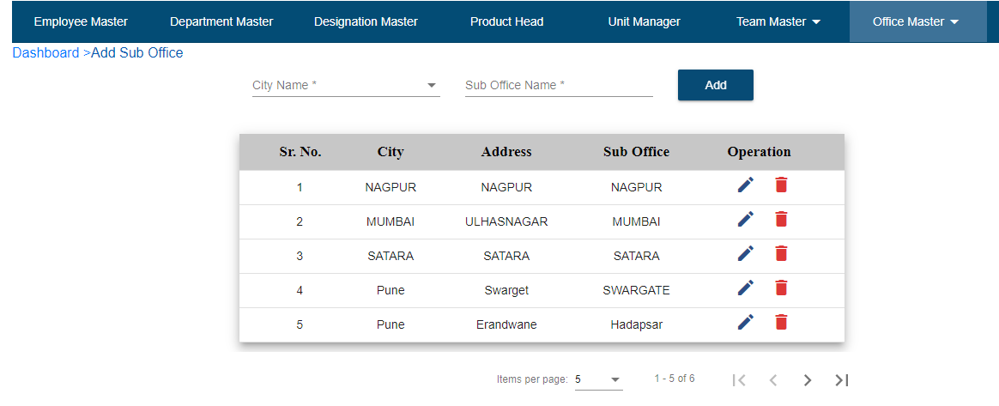 Employee Master Department Master Designation Master Product Head Unit Manager Team Master Office Master
Dashboard >Add Sub Office
City Name * Sub Office Name * Add
Sr. No. City Address Sub Office Operation
1 NAGPUR NAGPUR NAGPUR
2 MUMBAI ULHASNAGAR MUMBAI
3 SATARA SATARA SATARA
4 Pune Swarget SWARGATE
5 Pune Erandwane Hadapsar
Items per page: 5 1 - 5 of 6